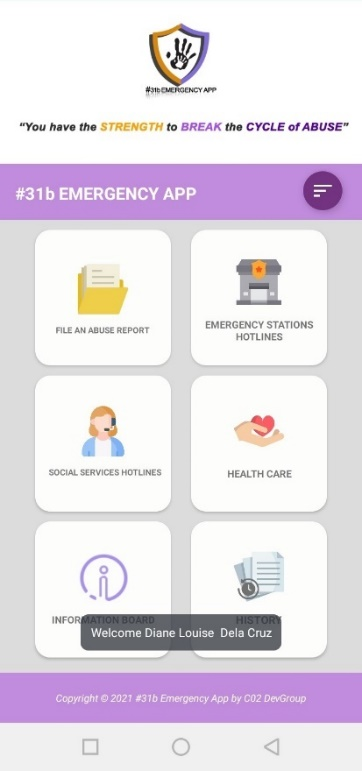 #31b EMERGENCY APP
“You have the STRENGTH to BREAK the CYCLE of ABUSE”
#31b EMERGENCY APP
FILE AN ABUSE REPORT
EMERGENCY STATIONS
HOTLINES
SOCIAL SERVICES HOTLINES
HEALTH CARE
INFORMATION BOARD
HISTORY
Welcome Diane Louise  Dela Cruz
Copyright © 2021 #31b Emergency App by C02 DevGroup